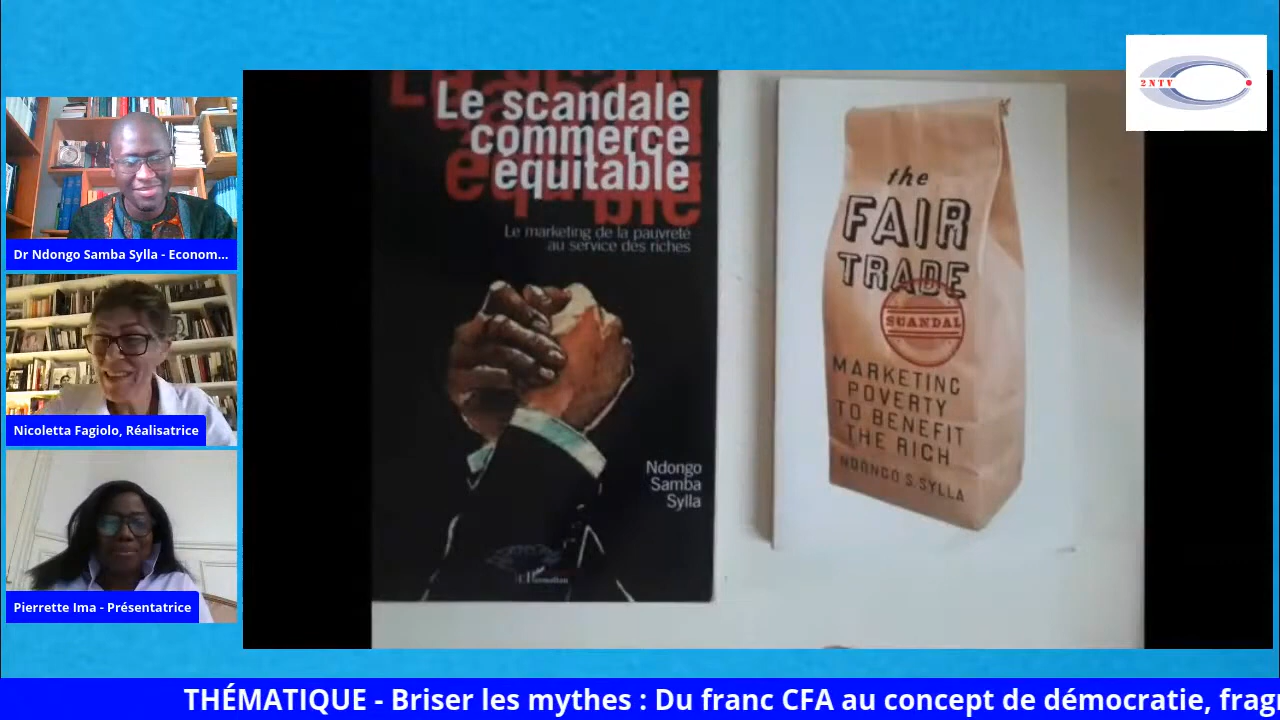 2NTV
Dr Ndongo Samba Sylla - Econom...
Nicoletta Fagiolo, Réalisatrice
Pierrette Ima - Présentatrice
Le scandale
commerce
équitable
Le marketing de la pauvreté
au service des riches
Ndongo
Samba
Sylla
the
FAIR
TRADE
SCANDAL
MARKETING
POVERTY
TO BENEFIT
THE RICH
NDONGO S. SYLLA
THÉMATIQUE - Briser les mythes : Du franc CFA au concept de démocratie, frag